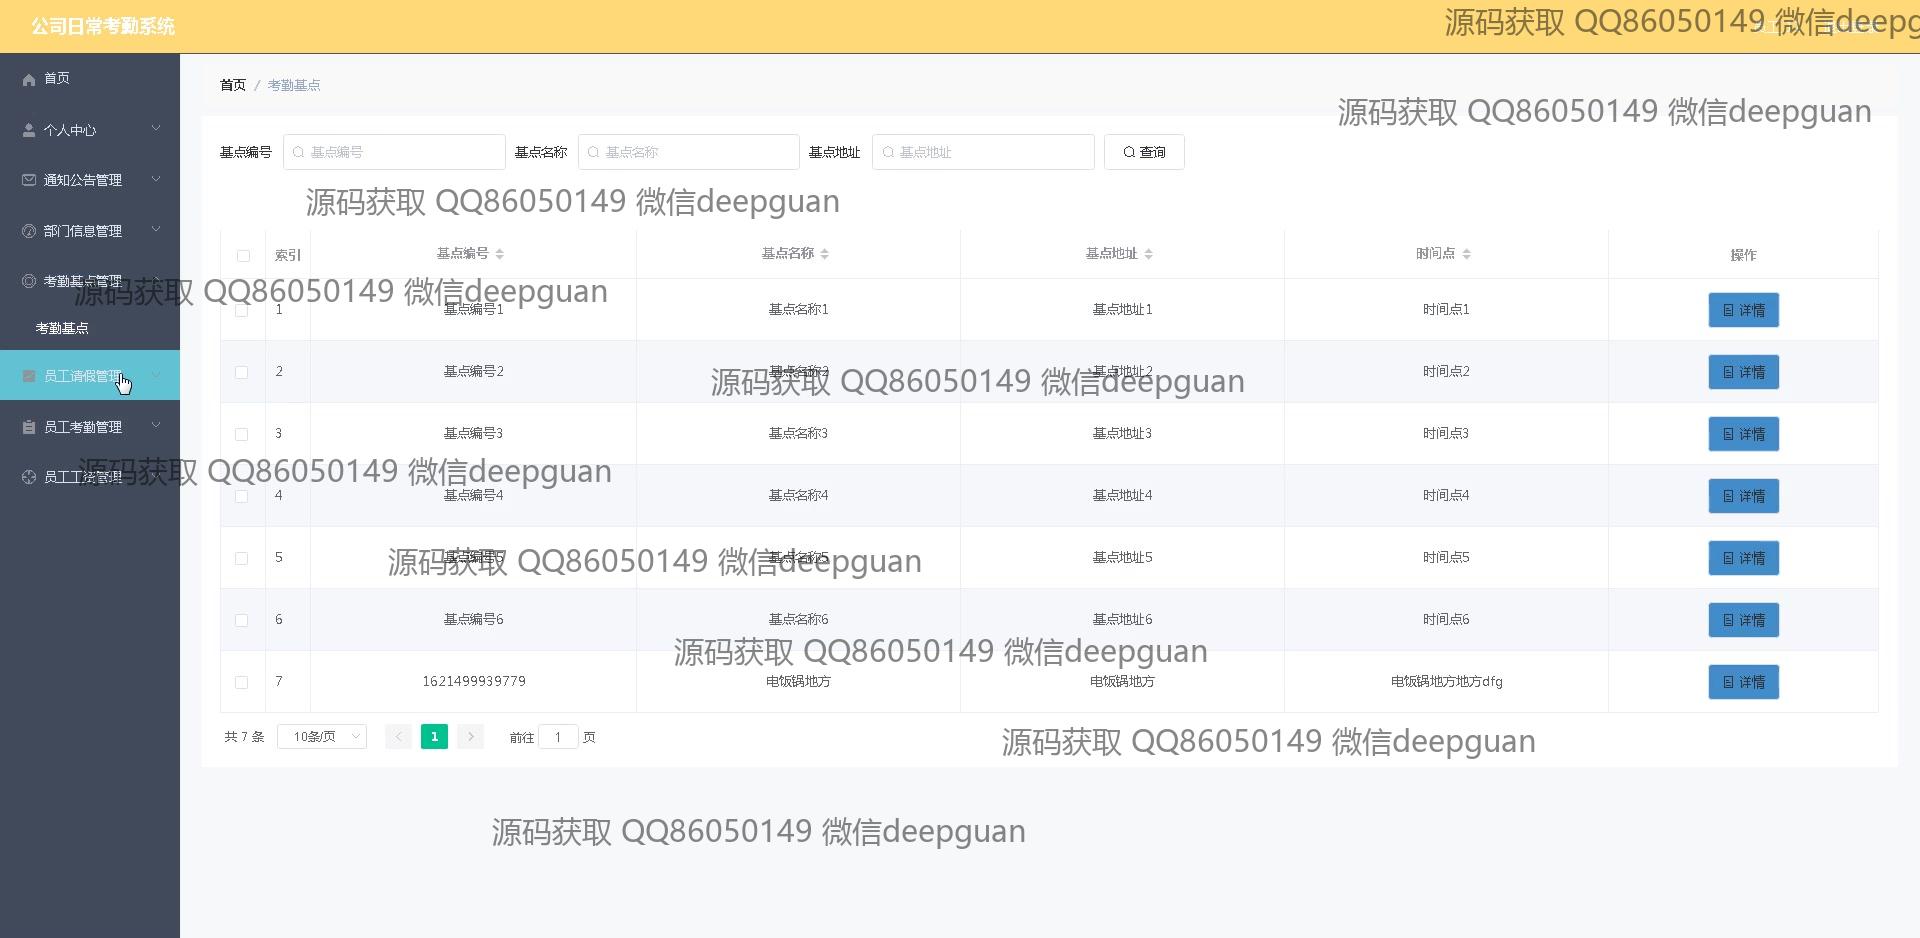 公司日常考勤系统
源码获取 QQ86050149 微信deepg
首页
个人中心
通知公告管理
部门信息管理
考勤基点管理
考勤基点
员工请假管理
员工考勤管理
员工工资管理
首页 / 考勤基点
源码获取 QQ86050149 微信deepguan
基点编号 基点编号 基点名称 基点名称 基点地址 基点地址 查询
源码获取 QQ86050149 微信deepguan
索引 基点编号 基点名称 基点地址 时间点 操作
源码获取 QQ86050149 微信deepguan
1 基点编号1 基点名称1 基点地址1 时间点1 详情
2 基点编号2 基点名称2 基点地址2 时间点2 详情
源码获取 QQ86050149 微信deepguan
3 基点编号3 基点名称3 基点地址3 时间点3 详情
源码获取 QQ86050149 微信deepguan
4 基点编号4 基点名称4 基点地址4 时间点4 详情
5 基点编号5 基点名称5 基点地址5 时间点5 详情
源码获取 QQ86050149 微信deepguan
6 基点编号6 基点名称6 基点地址6 时间点6 详情
源码获取 QQ86050149 微信deepguan
7 1621499939779 电饭锅地方 电饭锅地方 电饭锅地方地方dfg 详情
共 7 条 10条/页 1 前往 1 页
源码获取 QQ86050149 微信deepguan
源码获取 QQ86050149 微信deepguan